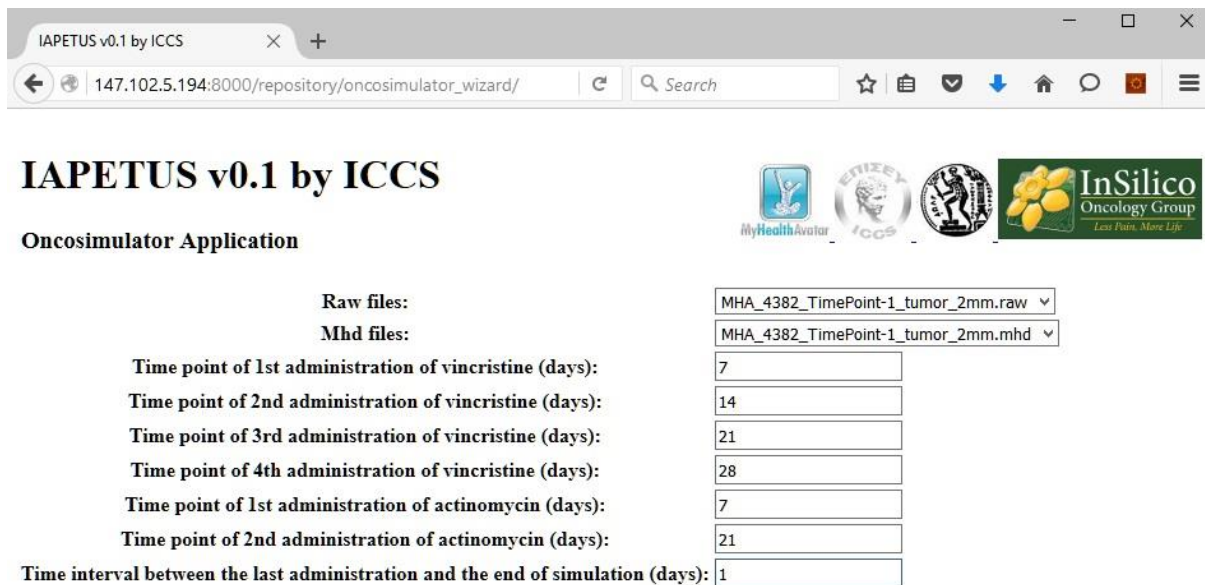 IAPETUS v0.1 by ICCS
147.102.5.194:8000/repository/oncosimulator_wizard/ Search
IAPETUS v0.1 by ICCS
Oncosimulator Application
MyHealthAvatar
ΕΠΙΣΕΥ
ICCS
InSilico
Oncology Group
Less Pain, More Life
Raw files: MHA_4382_TimePoint-1_tumor_2mm.raw
Mhd files: MHA_4382_TimePoint-1_tumor_2mm.mhd
Time point of 1st administration of vincristine (days): 7
Time point of 2nd administration of vincristine (days): 14
Time point of 3rd administration of vincristine (days): 21
Time point of 4th administration of vincristine (days): 28
Time point of 1st administration of actinomycin (days): 7
Time point of 2nd administration of actinomycin (days): 21
Time interval between the last administration and the end of simulation (days): 1